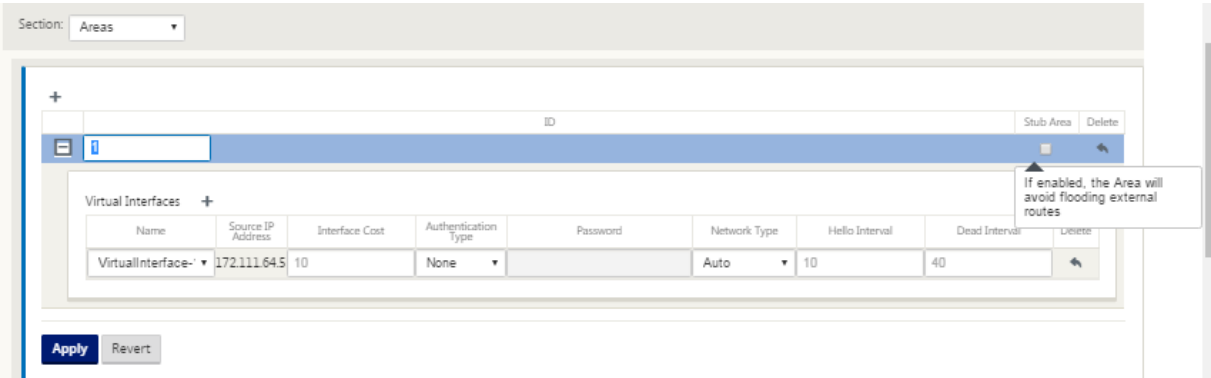 Section: Areas
+
ID Stub Area Delete
1
If enabled, the Area will
avoid flooding external
routes
Virtual Interfaces +
Name Source IP Address Interface Cost Authentication Type Password Network Type Hello Interval Dead Interval Delete
VirtualInterface- 172.111.64.5 10 None Auto 10 40
Apply Revert